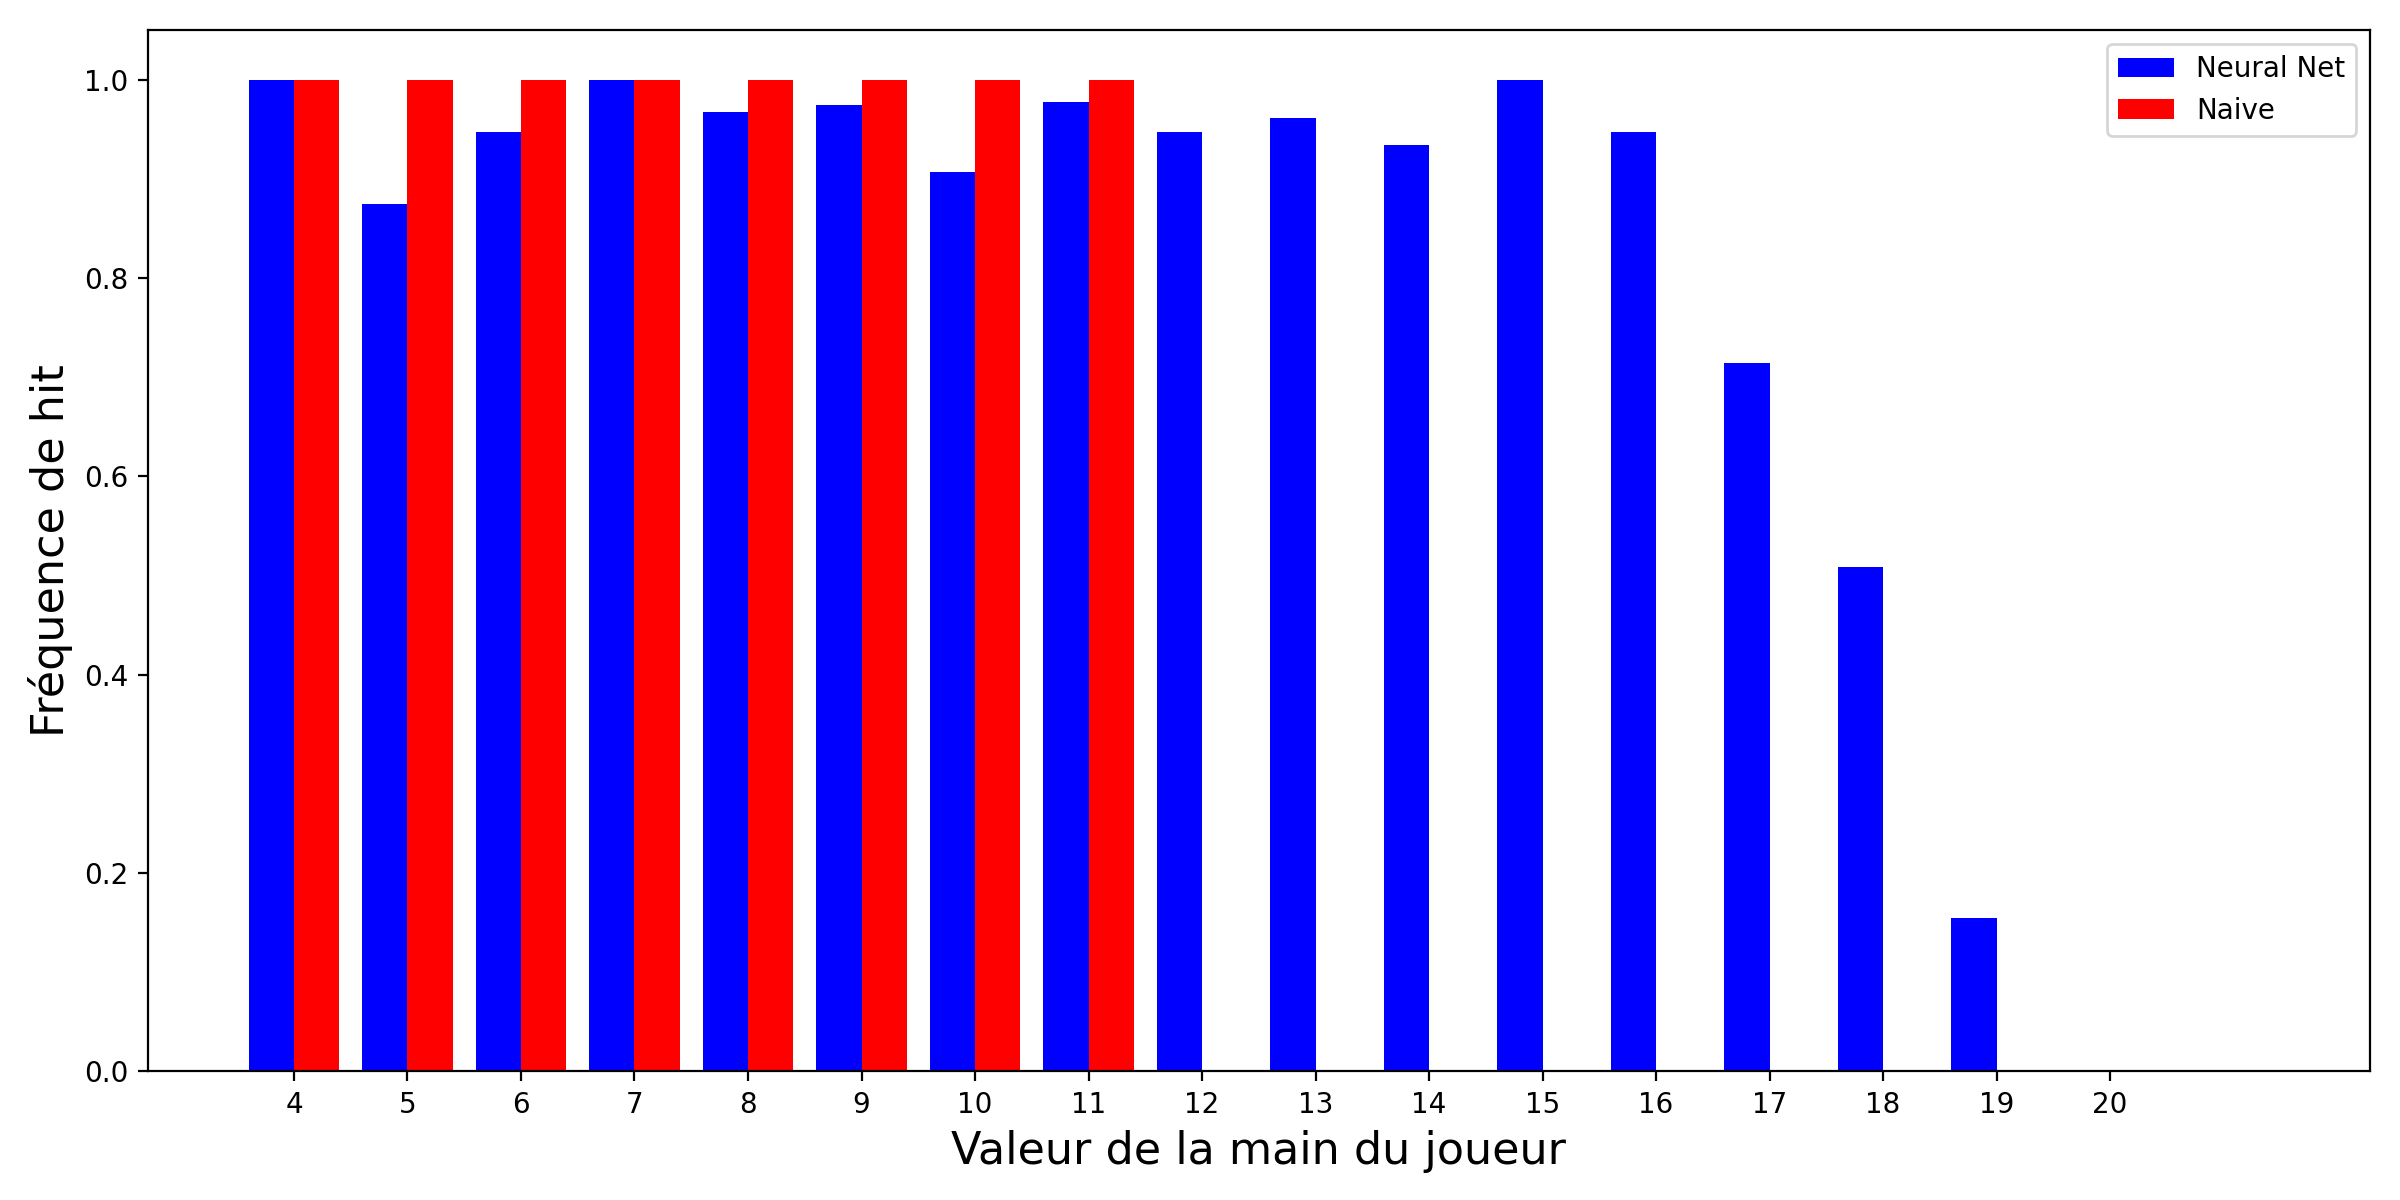 Neural Net
Naive
Fréquence de hit
1.0
0.8
0.6
0.4
0.2
0.0
4 5 6 7 8 9 10 11 12 13 14 15 16 17 18 19 20
Valeur de la main du joueur